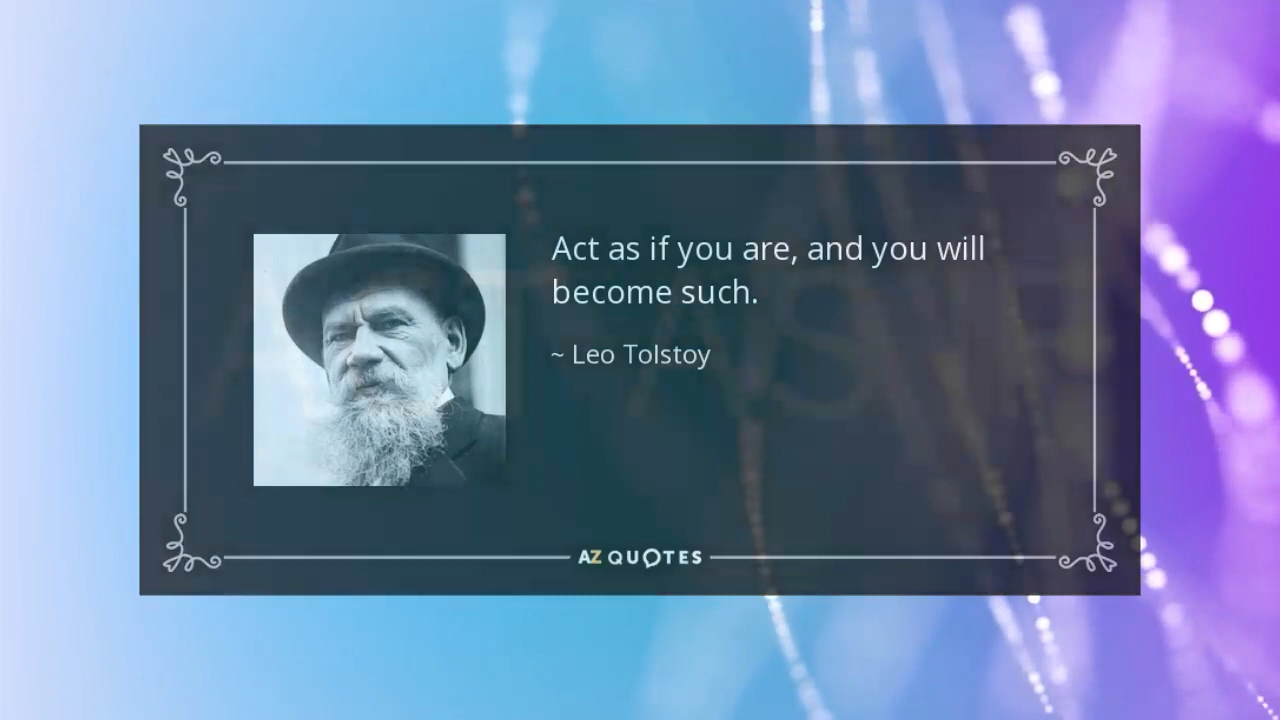 Act as if you are, and you will
become such.
~ Leo Tolstoy
AZ QUOTES